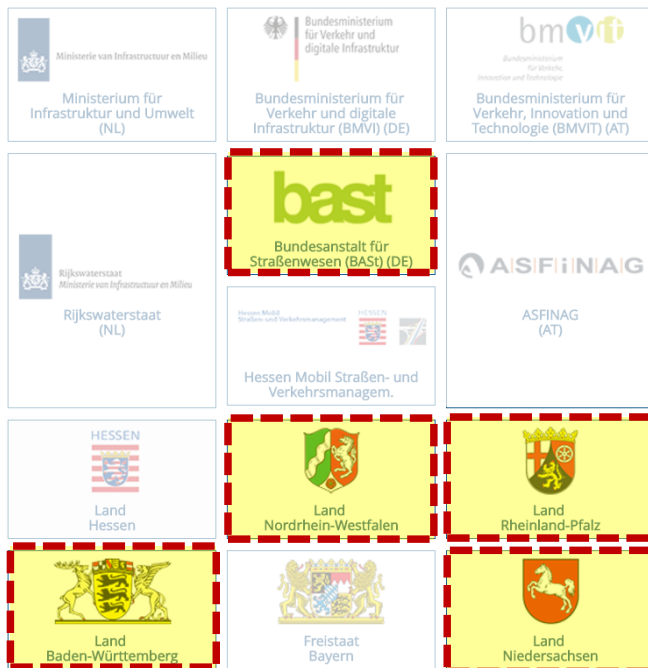 Ministerie van Infrastructuur en Milieu
Ministerium für
Infrastruktur und Umwelt
(NL)
Bundesministerium
für Verkehr und
digitale Infrastruktur
Bundesministerium für
Verkehr und digitale
Infrastruktur (BMVI) (DE)
bmvit
Bundesministerium
für Verkehr,
Innovation und Technologie
Bundesministerium für
Verkehr, Innovation und
Technologie (BMVIT) (AT)
Rijkswaterstaat
Ministerie van Infrastructuur en Milieu
Rijkswaterstaat
(NL)
bast
Bundesanstalt für
Straßenwesen (BASt) (DE)
Hessen Mobil
Straßen- und Verkehrsmanagement
HESSEN
Hessen Mobil Straßen- und
Verkehrsmanagem.
ASFiNAG
ASFINAG
(AT)
HESSEN
Land
Hessen
Land
Nordrhein-Westfalen
Land
Rheinland-Pfalz
Land
Baden-Württemberg
Freistaat
Bayern
Land
Niedersachsen